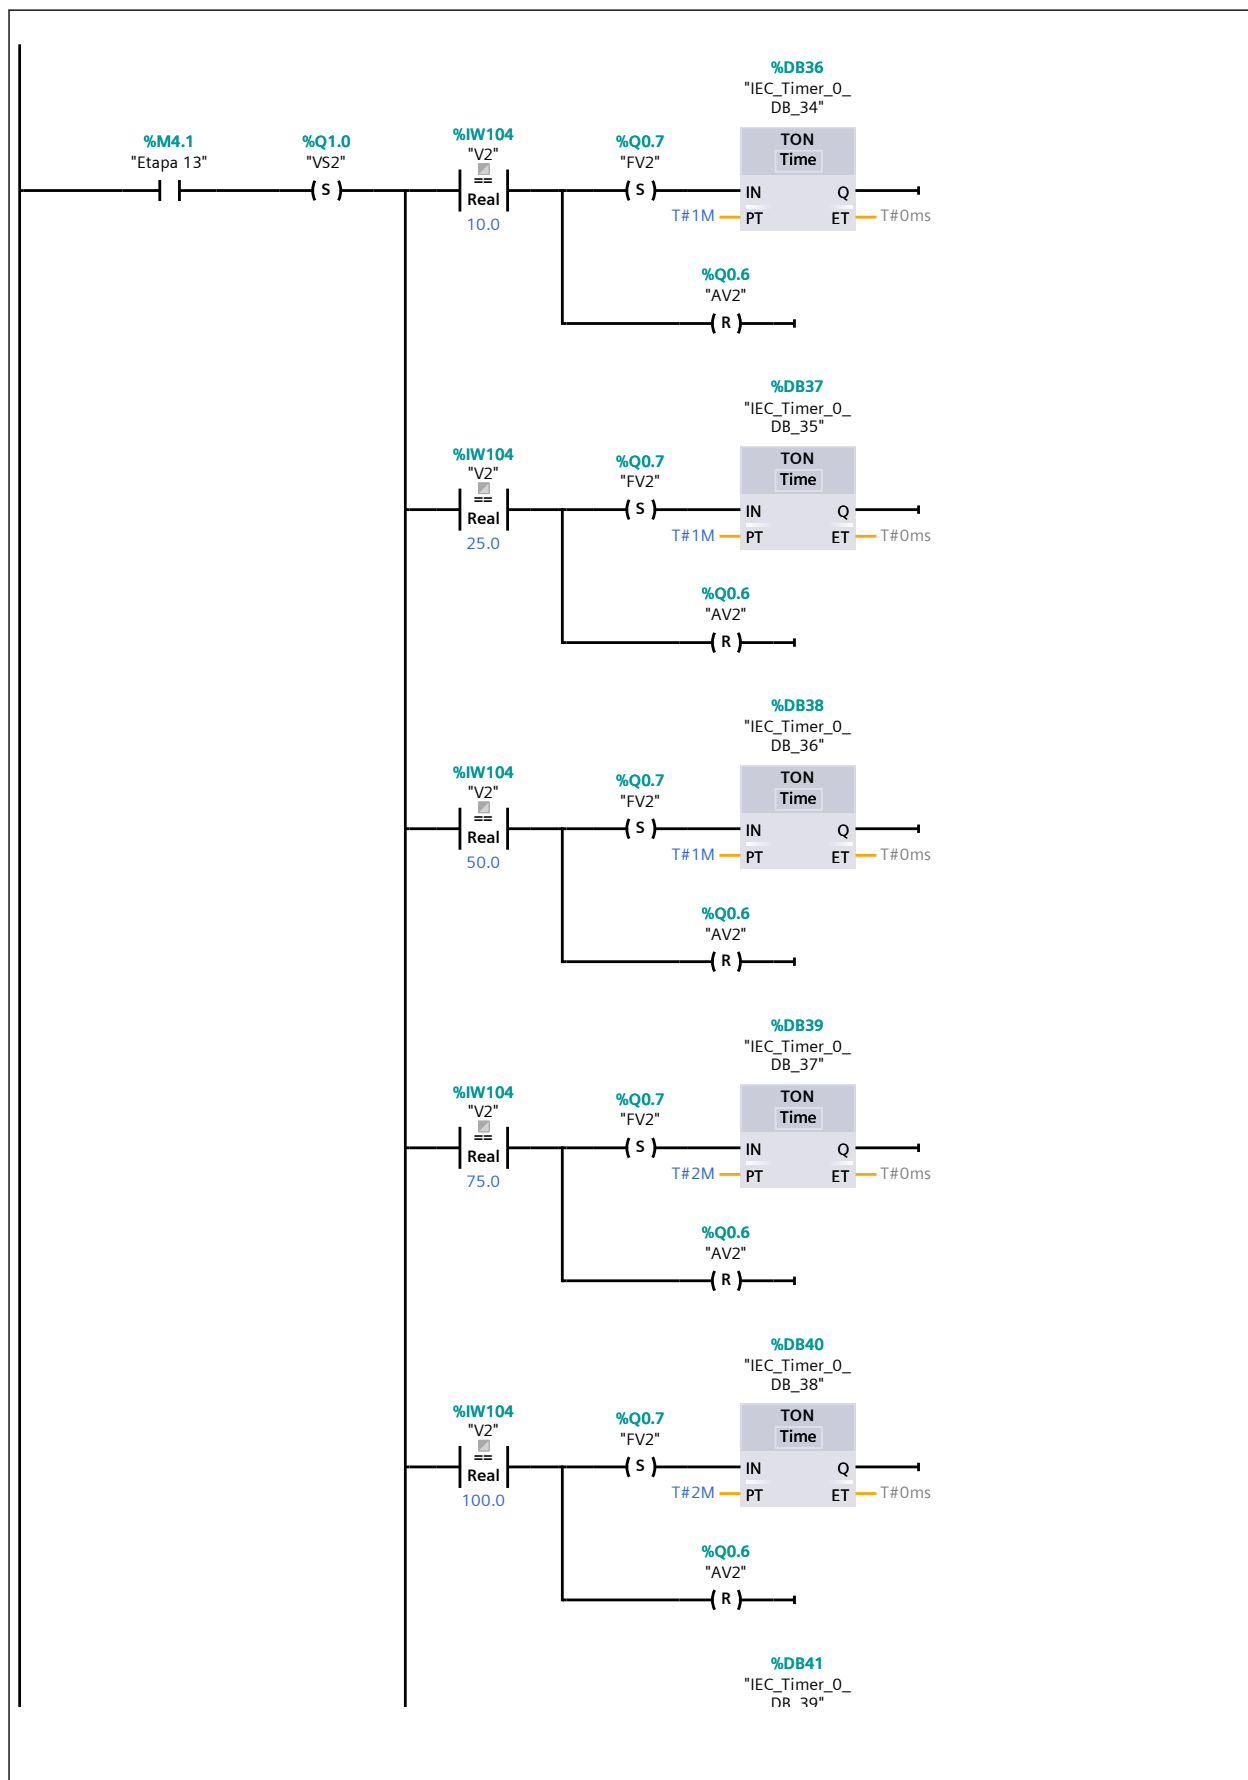 %DB36
"IEC_Timer_0_
DB_34"
%M4.1
"Etapa 13"
%Q1.0
"VS2"
S
%IW104
"V2"
==
Real
10.0
%Q0.7
"FV2"
S
TON
Time
IN Q
T#1M PT ET T#0ms
%Q0.6
"AV2"
R
%DB37
"IEC_Timer_0_
DB_35"
%IW104
"V2"
==
Real
25.0
%Q0.7
"FV2"
S
TON
Time
IN Q
T#1M PT ET T#0ms
%Q0.6
"AV2"
R
%DB38
"IEC_Timer_0_
DB_36"
%IW104
"V2"
==
Real
50.0
%Q0.7
"FV2"
S
TON
Time
IN Q
T#1M PT ET T#0ms
%Q0.6
"AV2"
R
%DB39
"IEC_Timer_0_
DB_37"
%IW104
"V2"
==
Real
75.0
%Q0.7
"FV2"
S
TON
Time
IN Q
T#2M PT ET T#0ms
%Q0.6
"AV2"
R
%DB40
"IEC_Timer_0_
DB_38"
%IW104
"V2"
==
Real
100.0
%Q0.7
"FV2"
S
TON
Time
IN Q
T#2M PT ET T#0ms
%Q0.6
"AV2"
R
%DB41
"IEC_Timer_0_
DB_39"